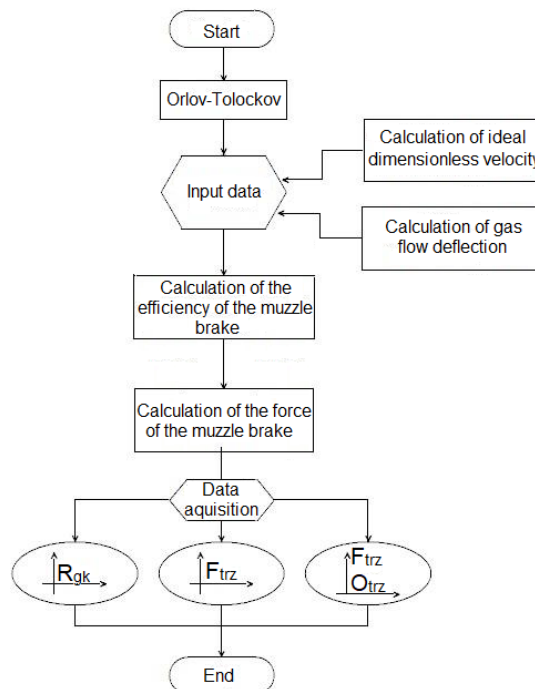 Start
Orlov-Tolockov
Calculation of ideal
dimensionless velocity
Input data
Calculation of gas
flow deflection
Calculation of the
efficiency of the muzzle
brake
Calculation of the force
of the muzzle brake
Data
aquisition
Rgk
Ftrz
Ftrz
Otrz
End